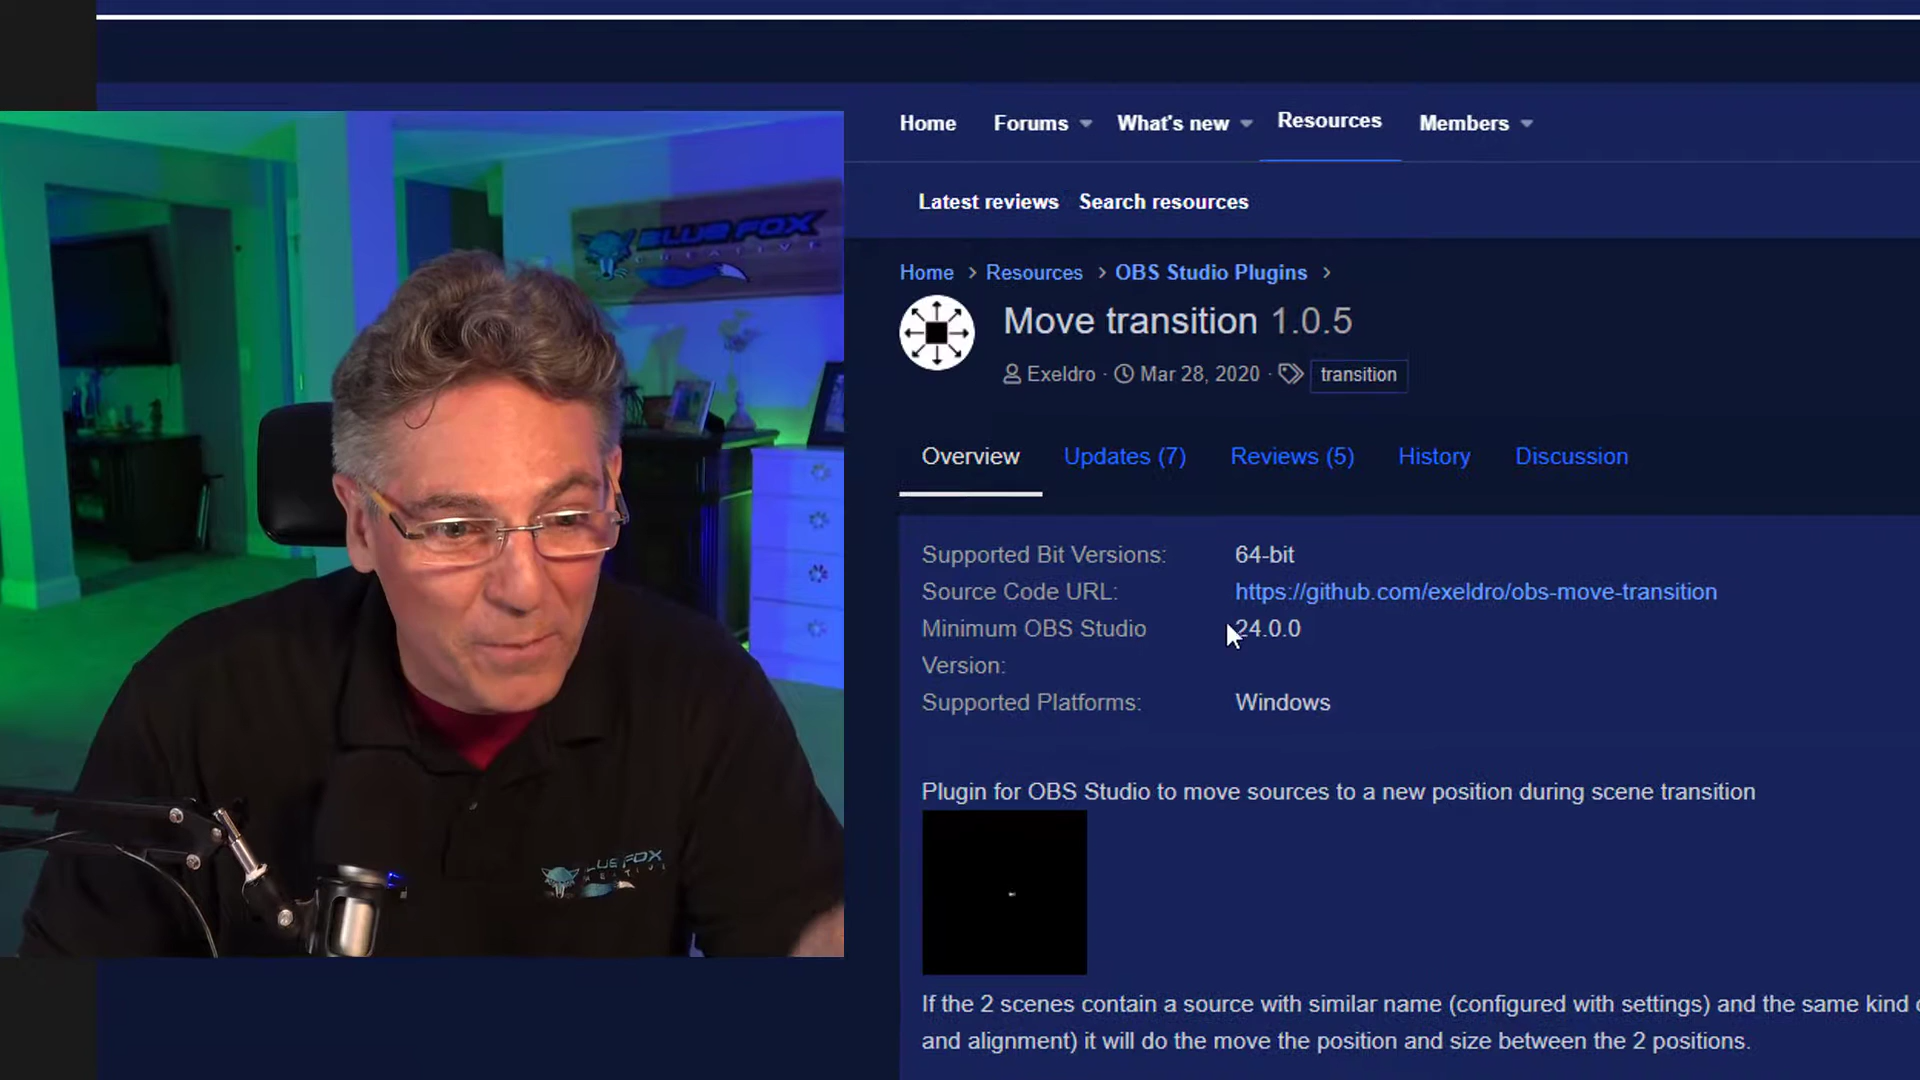 Home Forums What's new Resources Members
Latest reviews Search resources
Home > Resources > OBS Studio Plugins >
Move transition 1.0.5
Exeldro · Mar 28, 2020 · transition
Overview Updates (7) Reviews (5) History Discussion
Supported Bit Versions: 64-bit
Source Code URL: https://github.com/exeldro/obs-move-transition
Minimum OBS Studio 24.0.0
Version:
Supported Platforms: Windows
Plugin for OBS Studio to move sources to a new position during scene transition
If the 2 scenes contain a source with similar name (configured with settings) and the same kind
and alignment) it will do the move the position and size between the 2 positions.
BLUE FOX
CREATIVE